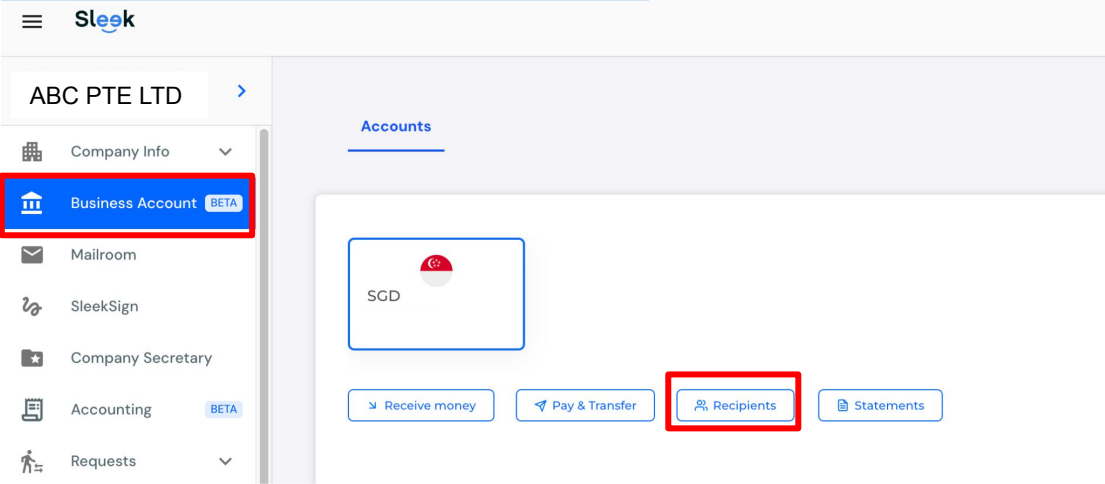 Sleek
ABC PTE LTD
Accounts
Company Info
Business Account BETA
Mailroom
SleekSign
Company Secretary
Accounting BETA
Requests
SGD
Receive money Pay & Transfer Recipients Statements